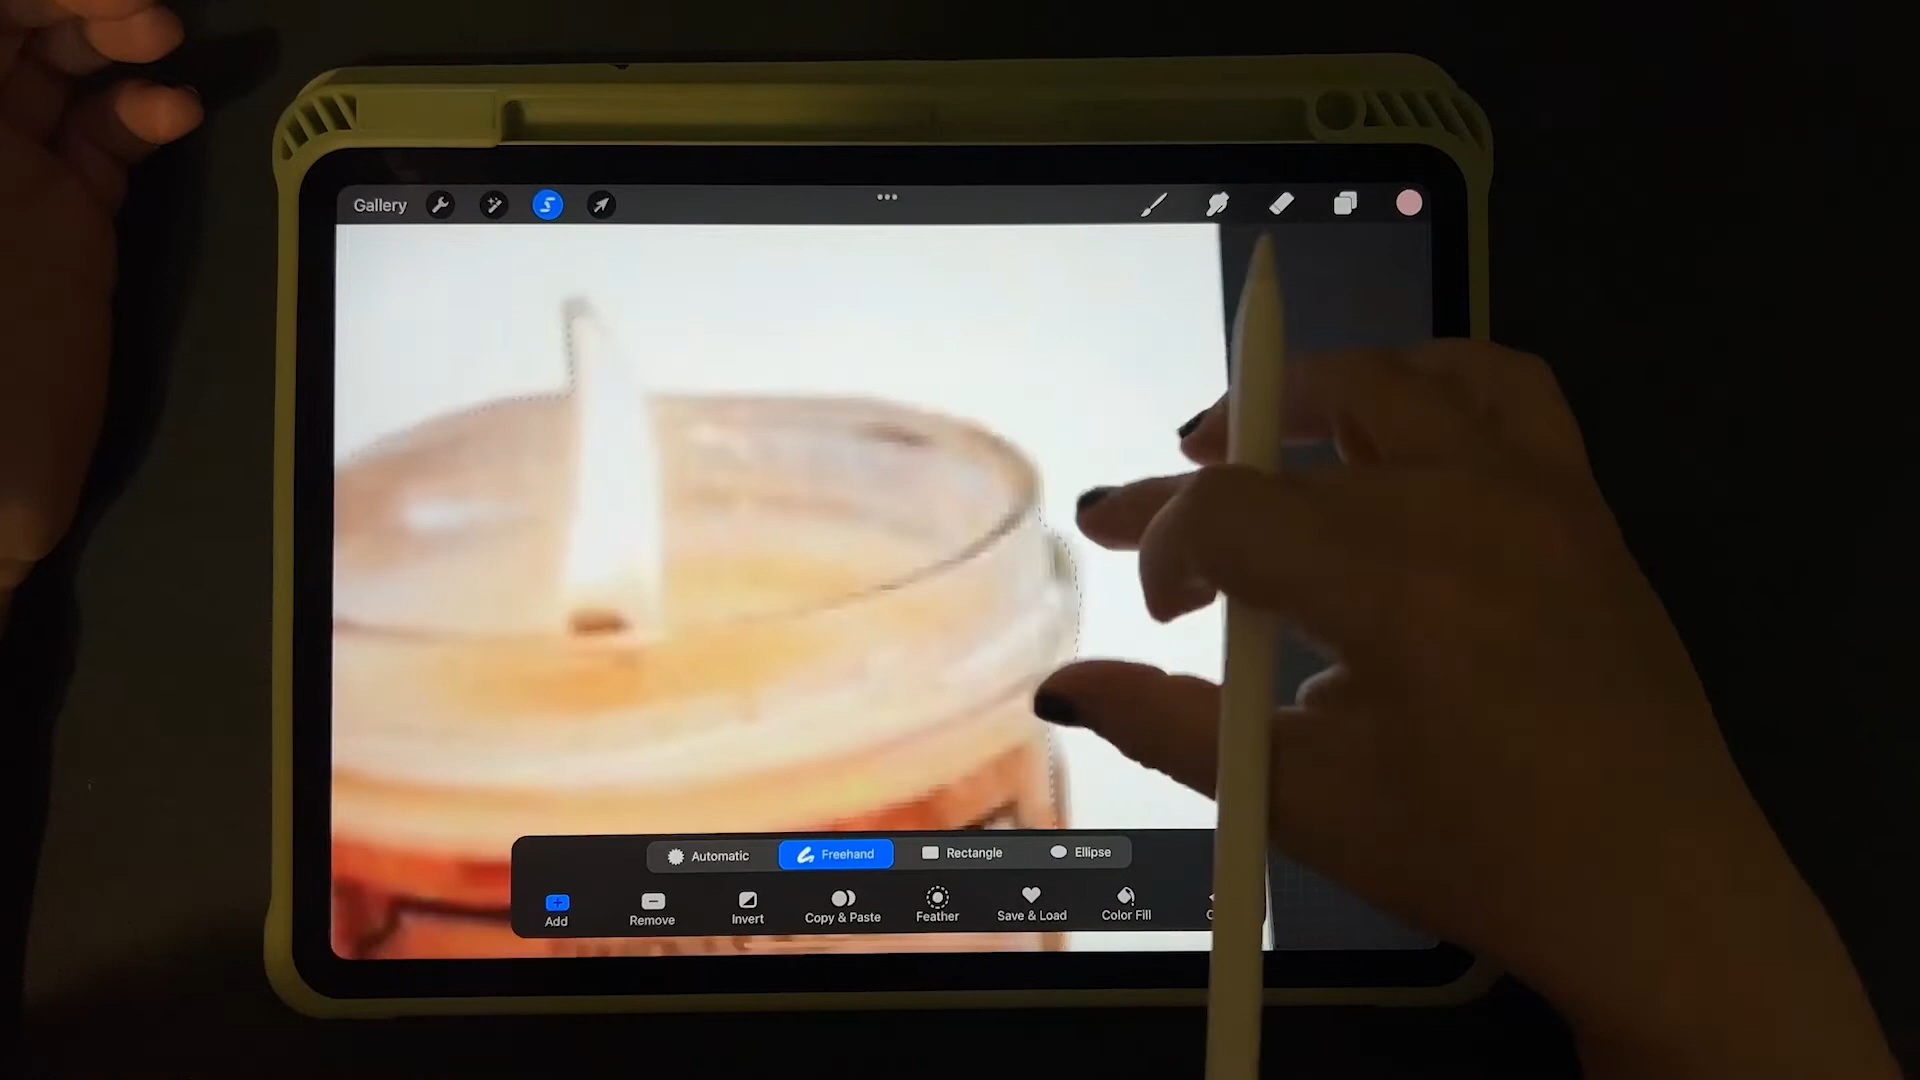 Gallery
Automatic Freehand Rectangle Ellipse
Add Remove Invert Copy & Paste Feather Save & Load Color Fill